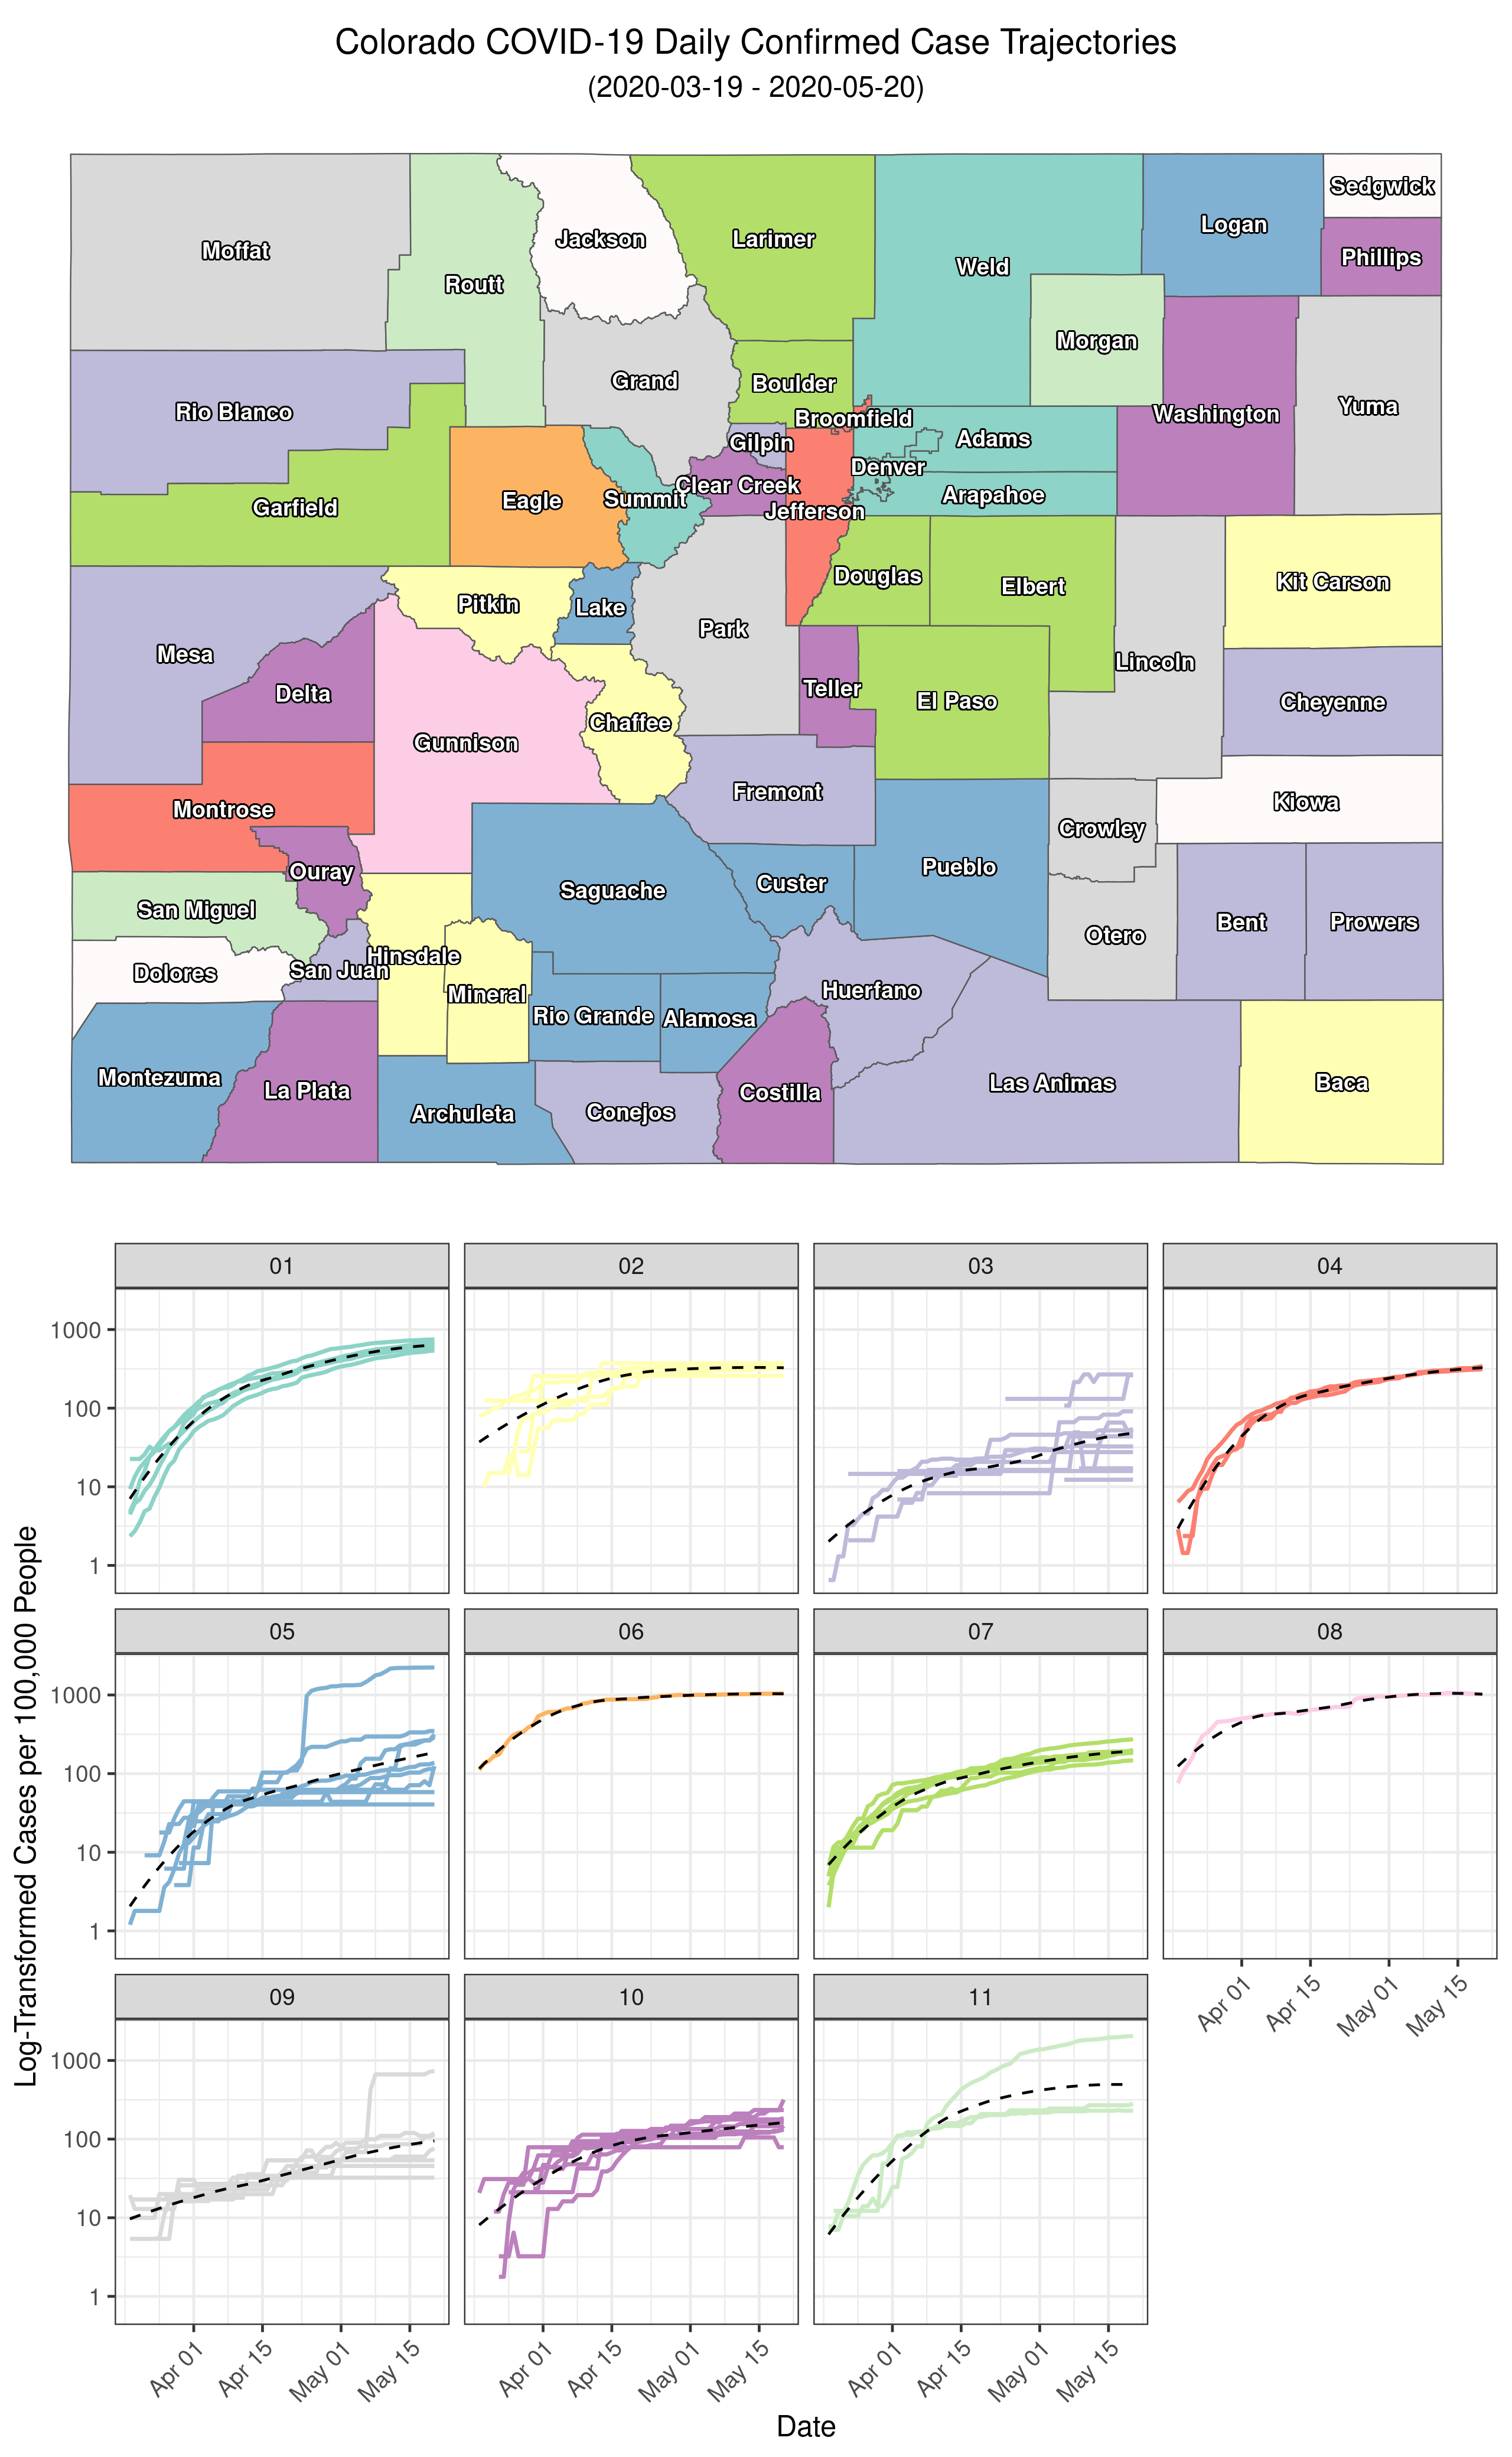 Colorado COVID-19 Daily Confirmed Case Trajectories
(2020-03-19 - 2020-05-20)
Sedgwick
Logan
Jackson
Larimer
Moffat
Phillips
Weld
Routt
Morgan
Grand
Boulder
Yuma
Rio Blanco
Washington
Broomfield
Adams
Gilpin
Denver
Clear Creek
Arapahoe
Summit
Eagle
Garfield
Jefferson
Douglas
Kit Carson
Elbert
Pitkin
Lake
Park
Mesa
Lincoln
Teller
Delta
El Paso
Cheyenne
Chaffee
Gunnison
Fremont
Kiowa
Montrose
Crowley
Pueblo
Ouray
Custer
Saguache
San Miguel
Bent
Prowers
Otero
Hinsdale
San Juan
Dolores
Mineral
Huerfano
Rio Grande
Alamosa
Montezuma
Las Animas
Baca
La Plata
Costilla
Archuleta
Conejos
01 02 03 04
1000
100
10
1
05 06 07 08
1000
100
10
1
Apr 01 Apr 15 May 01 May 15
09 10 11
1000
100
10
1
Apr 01 Apr 15 May 01 May 15 Apr 01 Apr 15 May 01 May 15 Apr 01 Apr 15 May 01 May 15
Log-Transformed Cases per 100,000 People
Date